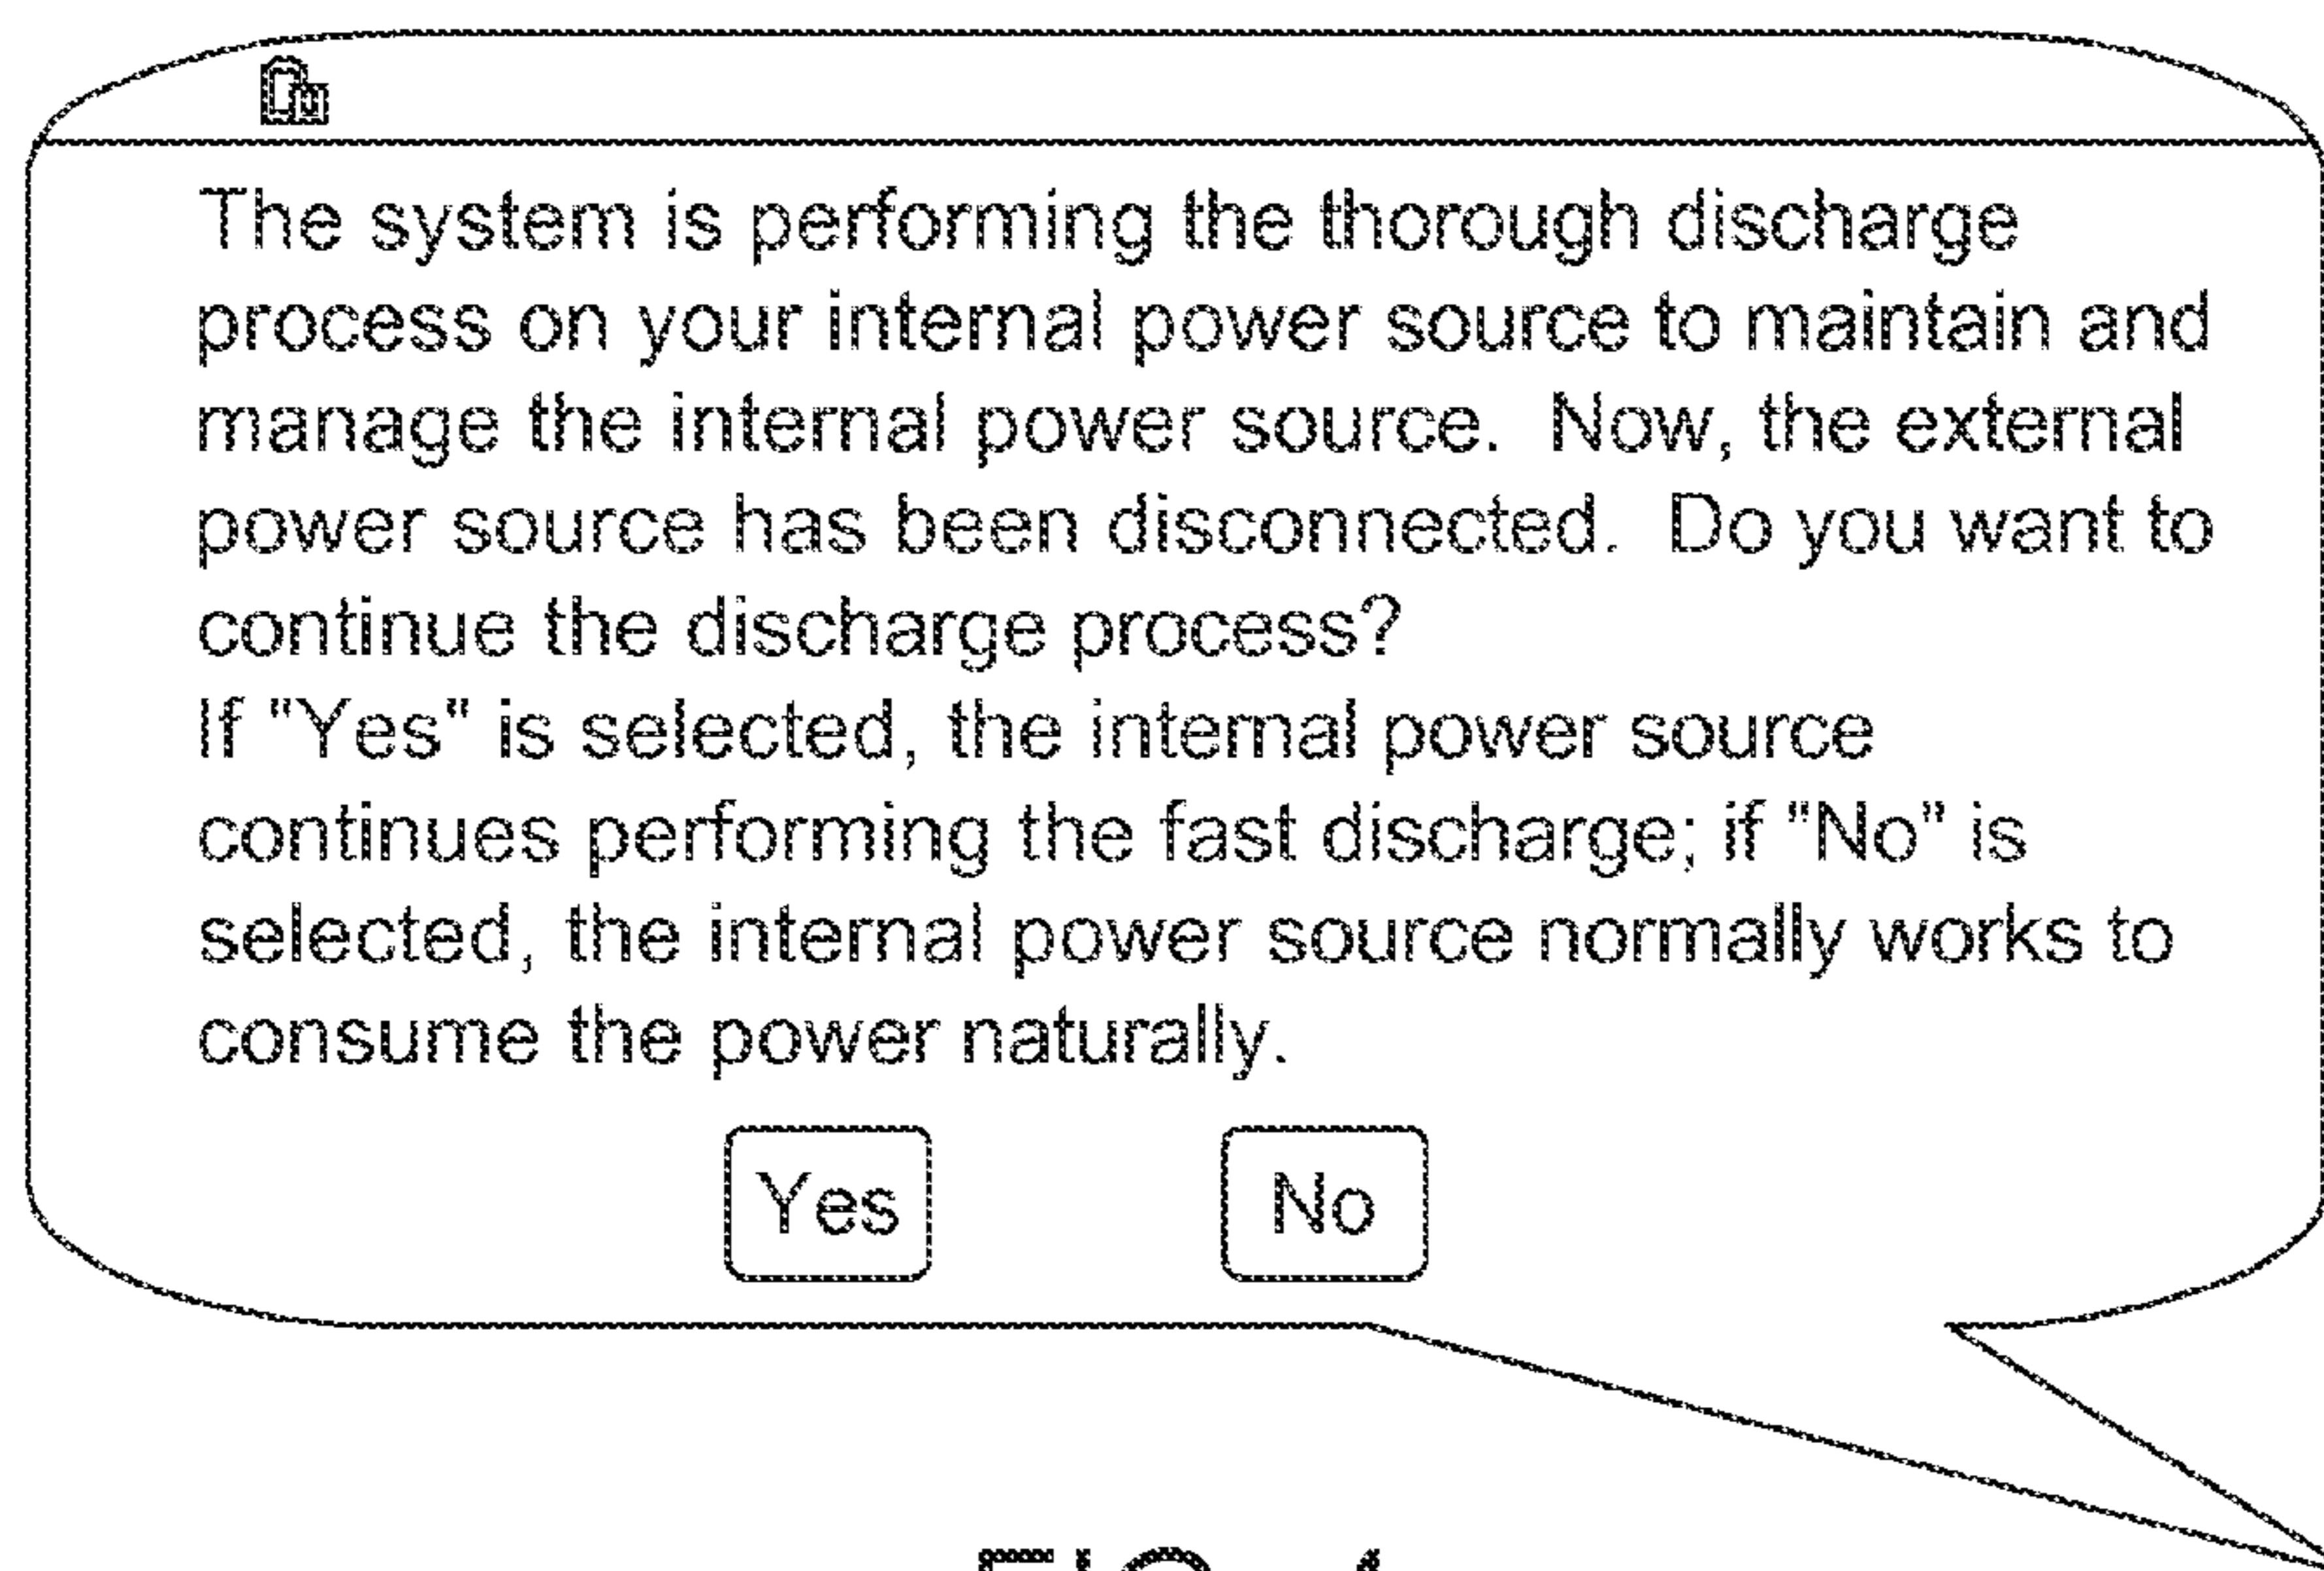 The system is performing the thorough discharge
process on your internal power source to maintain and
manage the internal power source.  Now, the external
power source has been disconnected.  Do you want to
continue the discharge process?
If "Yes" is selected, the internal power source
continues performing the fast discharge; if "No" is
selected, the internal power source normally works to
consume the power naturally.
Yes No